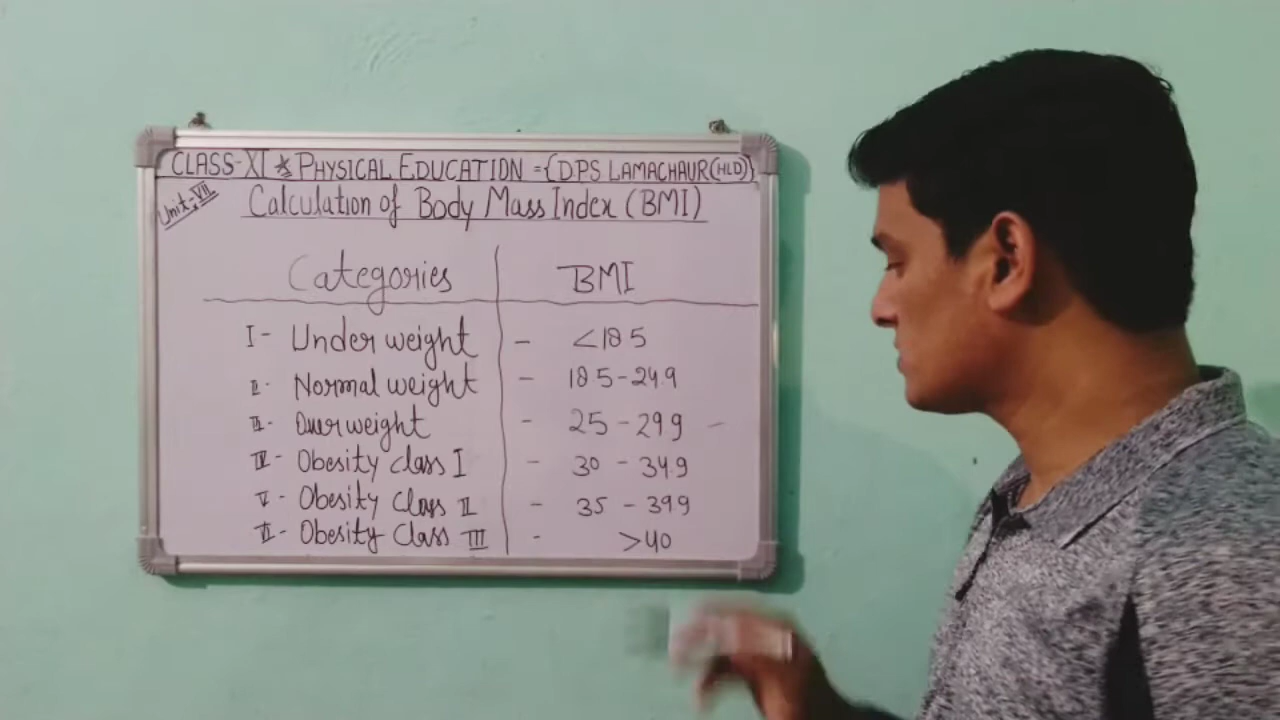 CLASS-XI * PHYSICAL EDUCATION = {D.P.S LAMACHAUR(HLD)}
Unit-VII
Calculation of Body Mass Index (BMI)
Categories BMI
I - Under weight - <18.5
II - Normal weight - 18.5-24.9
III - Over weight - 25-29.9 -
IV - Obesity class I - 30-34.9
V - Obesity Class II - 35-39.9
VI - Obesity Class III - >40